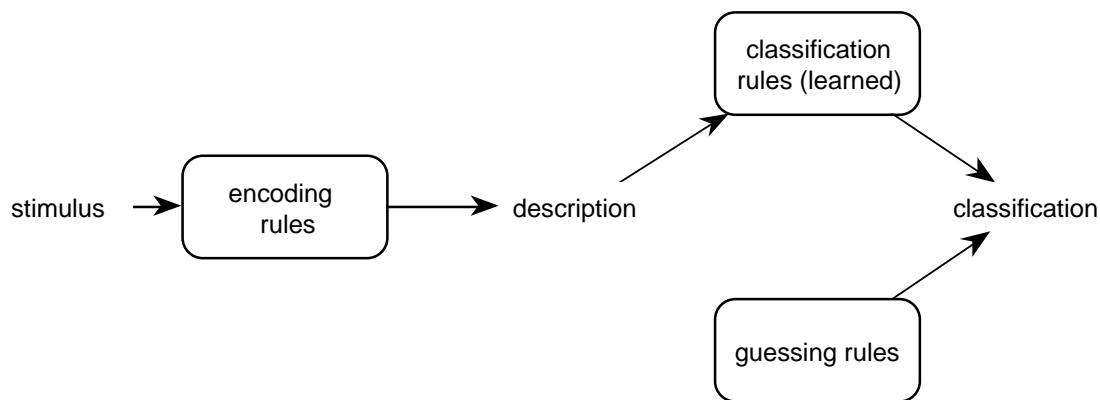 stimulus
encoding
rules
description
classification
rules (learned)
classification
guessing rules